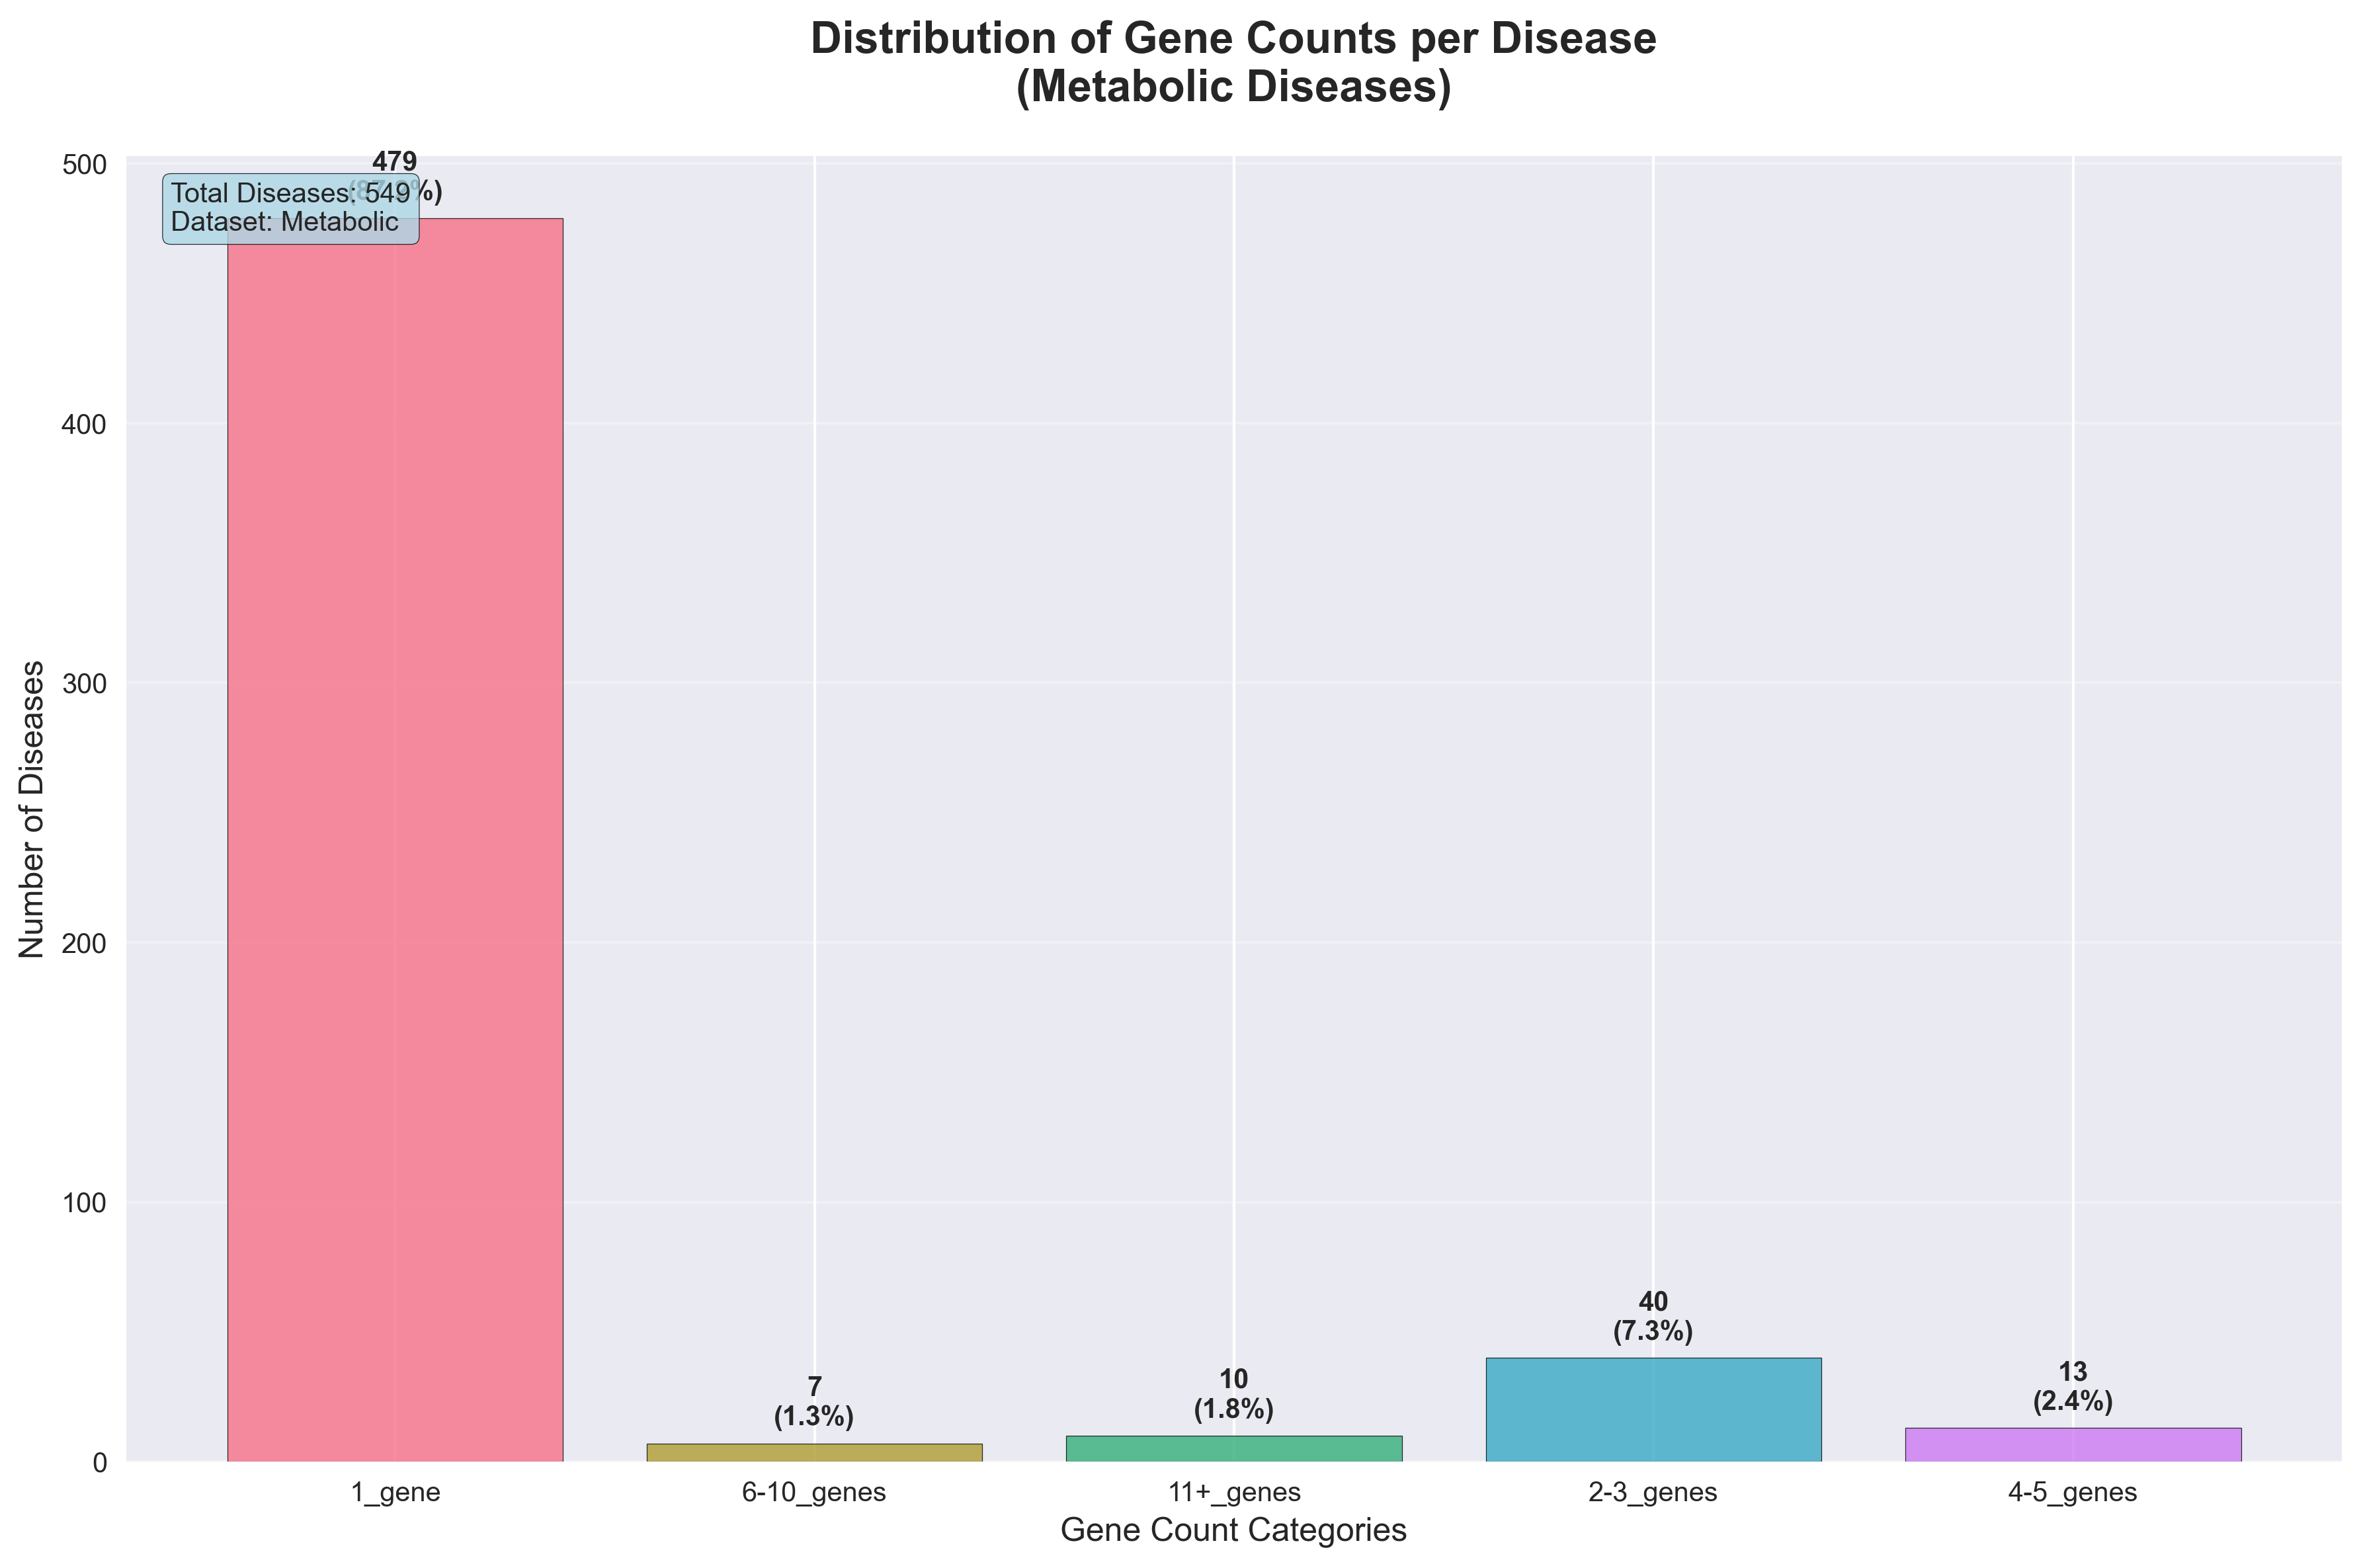 Distribution of Gene Counts per Disease
(Metabolic Diseases)
479
Total Diseases: 549
Dataset: Metabolic
500
400
300
200
100
0
Number of Diseases
7
(1.3%)
10
(1.8%)
40
(7.3%)
13
(2.4%)
1_gene
6-10_genes
11+_genes
2-3_genes
4-5_genes
Gene Count Categories